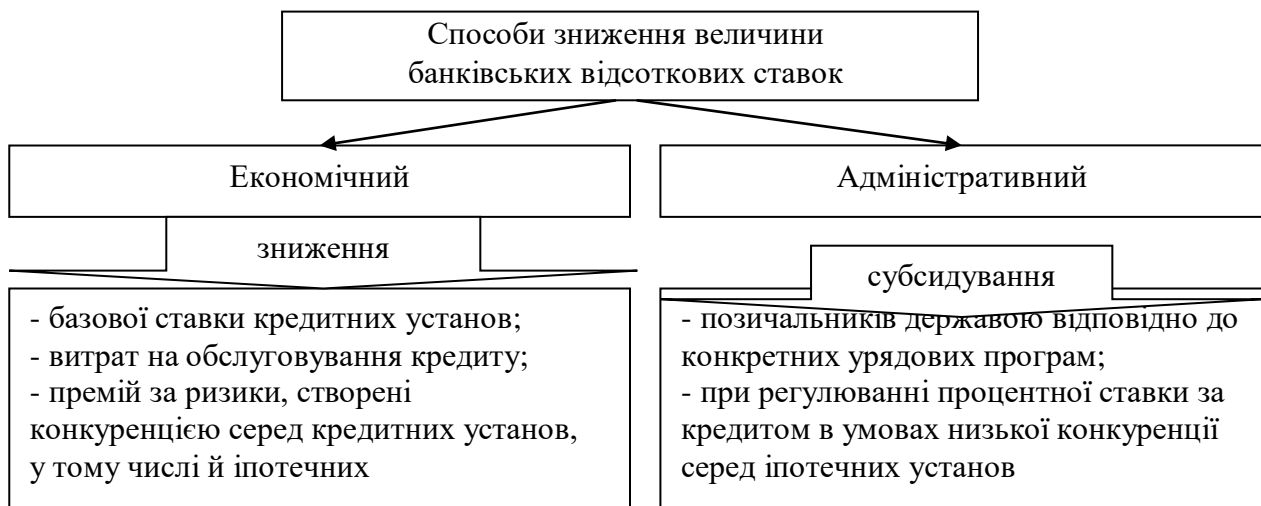 Способи зниження величини
банківських відсоткових ставок
Економічний
Адміністративний
зниження
субсидування
- базової ставки кредитних установ;
- витрат на обслуговування кредиту;
- премій за ризики, створені
конкуренцією серед кредитних установ,
у тому числі й іпотечних
- позичальників державою відповідно до
конкретних урядових програм;
- при регулюванні процентної ставки за
кредитом в умовах низької конкуренції
серед іпотечних установ